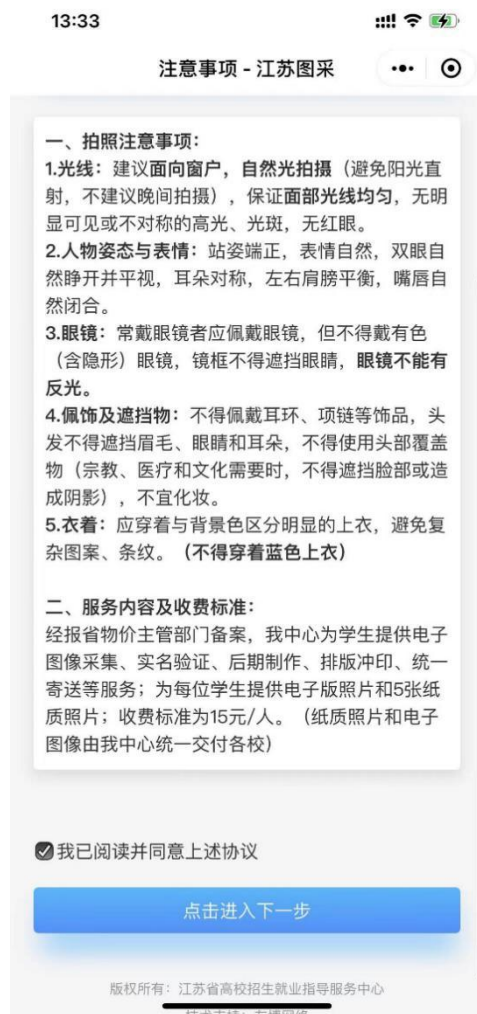 13:33
注意事项 - 江苏图采
一、拍照注意事项：
1.光线：建议面向窗户，自然光拍摄（避免阳光直
射，不建议晚间拍摄），保证面部光线均匀，无明
显可见或不对称的高光、光斑，无红眼。
2.人物姿态与表情：站姿端正，表情自然，双眼自
然睁开并平视，耳朵对称，左右肩膀平衡，嘴唇自
然闭合。
3.眼镜：常戴眼镜者应佩戴眼镜，但不得戴有色
（含隐形）眼镜，镜框不得遮挡眼睛，眼镜不能有
反光。
4.佩饰及遮挡物：不得佩戴耳环、项链等饰品，头
发不得遮挡眉毛、眼睛和耳朵，不得使用头部覆盖
物（宗教、医疗和文化需要时，不得遮挡脸部或造
成阴影），不宜化妆。
5.衣着：应穿着与背景色区分明显的上衣，避免复
杂图案、条纹。（不得穿着蓝色上衣）
二、服务内容及收费标准：
经报省物价主管部门备案，我中心为学生提供电子
图像采集、实名验证、后期制作、排版冲印、统一
寄送等服务；为每位学生提供电子版照片和5张纸
质照片；收费标准为15元/人。（纸质照片和电子
图像由我中心统一交付各校）
我已阅读并同意上述协议
点击进入下一步
版权所有：江苏省高校招生就业指导服务中心